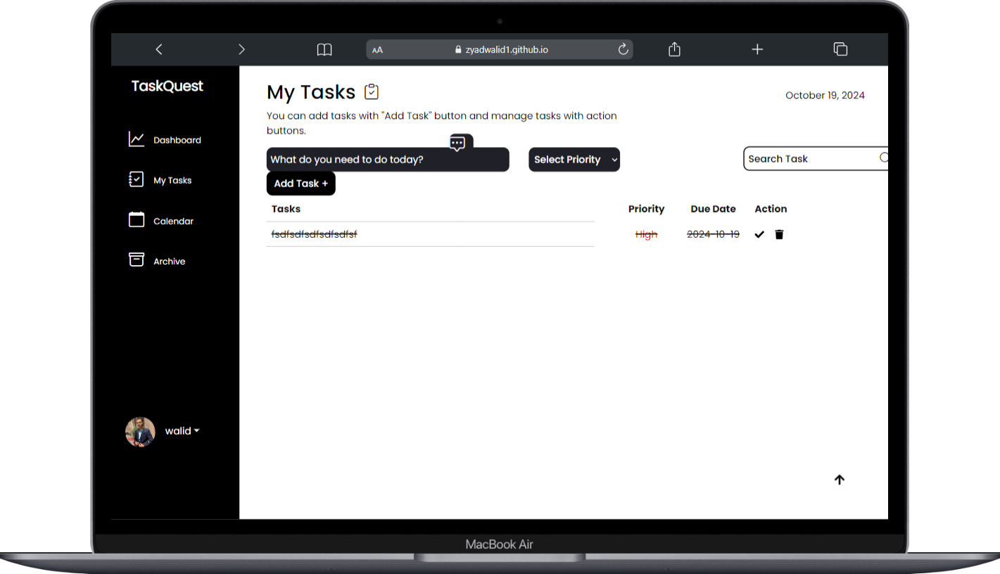 AA zyadwalid1.github.io
TaskQuest
Dashboard
My Tasks
Calendar
Archive
walid
My Tasks
October 19, 2024
You can add tasks with "Add Task" button and manage tasks with action
buttons.
What do you need to do today?
Select Priority
Search Task
Add Task +
Tasks Priority Due Date Action
fsdfsdfsdfsdfsdfsf High 2024-10-19
MacBook Air